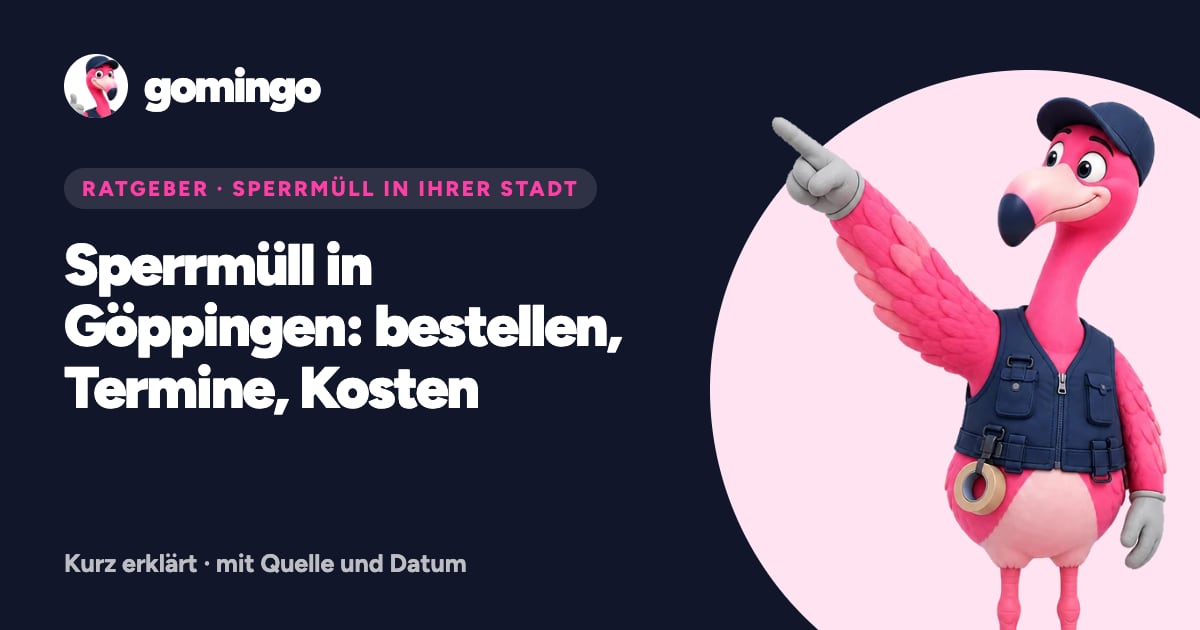 gomingo
RATGEBER · SPERRMÜLL IN IHRER STADT
Sperrmüll in
Göppingen: bestellen,
Termine, Kosten
Kurz erklärt · mit Quelle und Datum